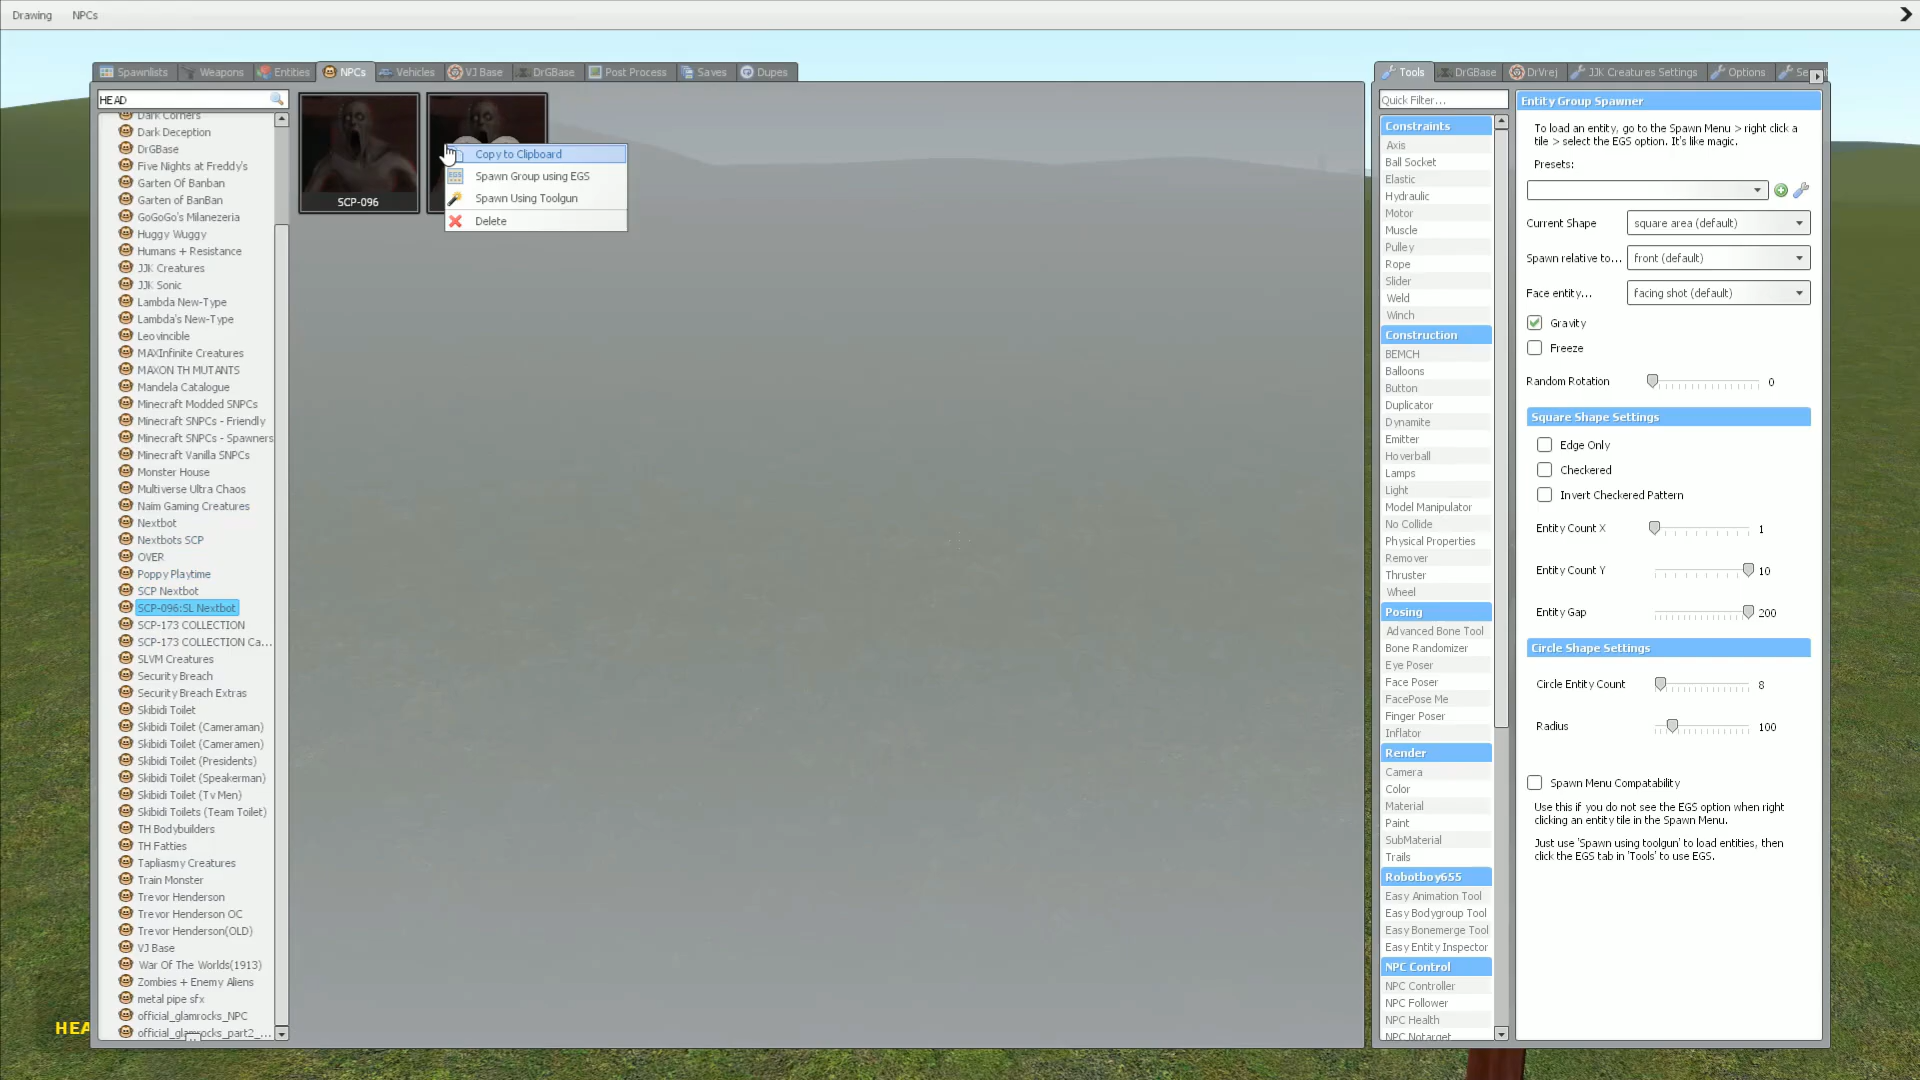 Drawing NPCs
Spawnlists Weapons Entities NPCs Vehicles VJ Base DrGBase Post Process Saves Dupes
HEAD
Dark Corners
Dark Deception
DrGBase
Five Nights at Freddy's
Garten Of Banban
Garten of BanBan
GoGoGo's Milanezeria
Huggy Wuggy
Humans + Resistance
JJK Creatures
JJK Sonic
Lambda New-Type
Lambda's New-Type
Leovincible
MAXInfinite Creatures
MAXON TH MUTANTS
Mandela Catalogue
Minecraft Modded SNPCs
Minecraft SNPCs - Friendly
Minecraft SNPCs - Spawners
Minecraft Vanilla SNPCs
Monster House
Multiverse Ultra Chaos
Naim Gaming Creatures
Nextbot
Nextbots SCP
OVER
Poppy Playtime
SCP Nextbot
SCP-096:SL Nextbot
SCP-173 COLLECTION
SCP-173 COLLECTION Ca...
SLVM Creatures
Security Breach
Security Breach Extras
Skibidi Toilet
Skibidi Toilet (Cameraman)
Skibidi Toilet (Cameramen)
Skibidi Toilet (Presidents)
Skibidi Toilet (Speakerman)
Skibidi Toilet (Tv Men)
Skibidi Toilets (Team Toilet)
TH Bodybuilders
TH Fatties
Tapliasmy Creatures
Train Monster
Trevor Henderson
Trevor Henderson OC
Trevor Henderson(OLD)
VJ Base
War Of The Worlds(1913)
Zombies + Enemy Aliens
metal pipe sfx
official_glamrocks_NPC
official_glamrocks_part2_...
HEA
SCP-096
Copy to Clipboard
Spawn Group using EGS
Spawn Using Toolgun
Delete
Tools DrGBase DrVrej JJK Creatures Settings Options
Quick Filter...
Constraints
Axis
Ball Socket
Elastic
Hydraulic
Motor
Muscle
Pulley
Rope
Slider
Weld
Winch
Construction
BEMCH
Balloons
Button
Duplicator
Dynamite
Emitter
Hoverball
Lamps
Light
Model Manipulator
No Collide
Physical Properties
Remover
Thruster
Wheel
Posing
Advanced Bone Tool
Bone Randomizer
Eye Poser
Face Poser
FacePose Me
Finger Poser
Inflator
Render
Camera
Color
Material
Paint
SubMaterial
Trails
Robotboy655
Easy Animation Tool
Easy Bodygroup Tool
Easy Bonemerge Tool
Easy Entity Inspector
NPC Control
NPC Controller
NPC Follower
NPC Health
NPC Notarget
Entity Group Spawner
To load an entity, go to the Spawn Menu > right click a
tile > select the EGS option. It's like magic.
Presets:
Current Shape square area (default)
Spawn relative to... front (default)
Face entity... facing shot (default)
Gravity
Freeze
Random Rotation 0
Square Shape Settings
Edge Only
Checkered
Invert Checkered Pattern
Entity Count X 1
Entity Count Y 10
Entity Gap 200
Circle Shape Settings
Circle Entity Count 8
Radius 100
Spawn Menu Compatability
Use this if you do not see the EGS option when right
clicking an entity tile in the Spawn Menu.
Just use 'Spawn using toolgun' to load entities, then
click the EGS tab in 'Tools' to use EGS.